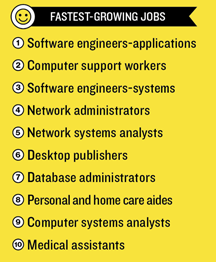 FASTEST-GROWING JOBS
1 Software engineers-applications
2 Computer support workers
3 Software engineers-systems
4 Network administrators
5 Network systems analysts
6 Desktop publishers
7 Database administrators
8 Personal and home care aides
9 Computer systems analysts
10 Medical assistants